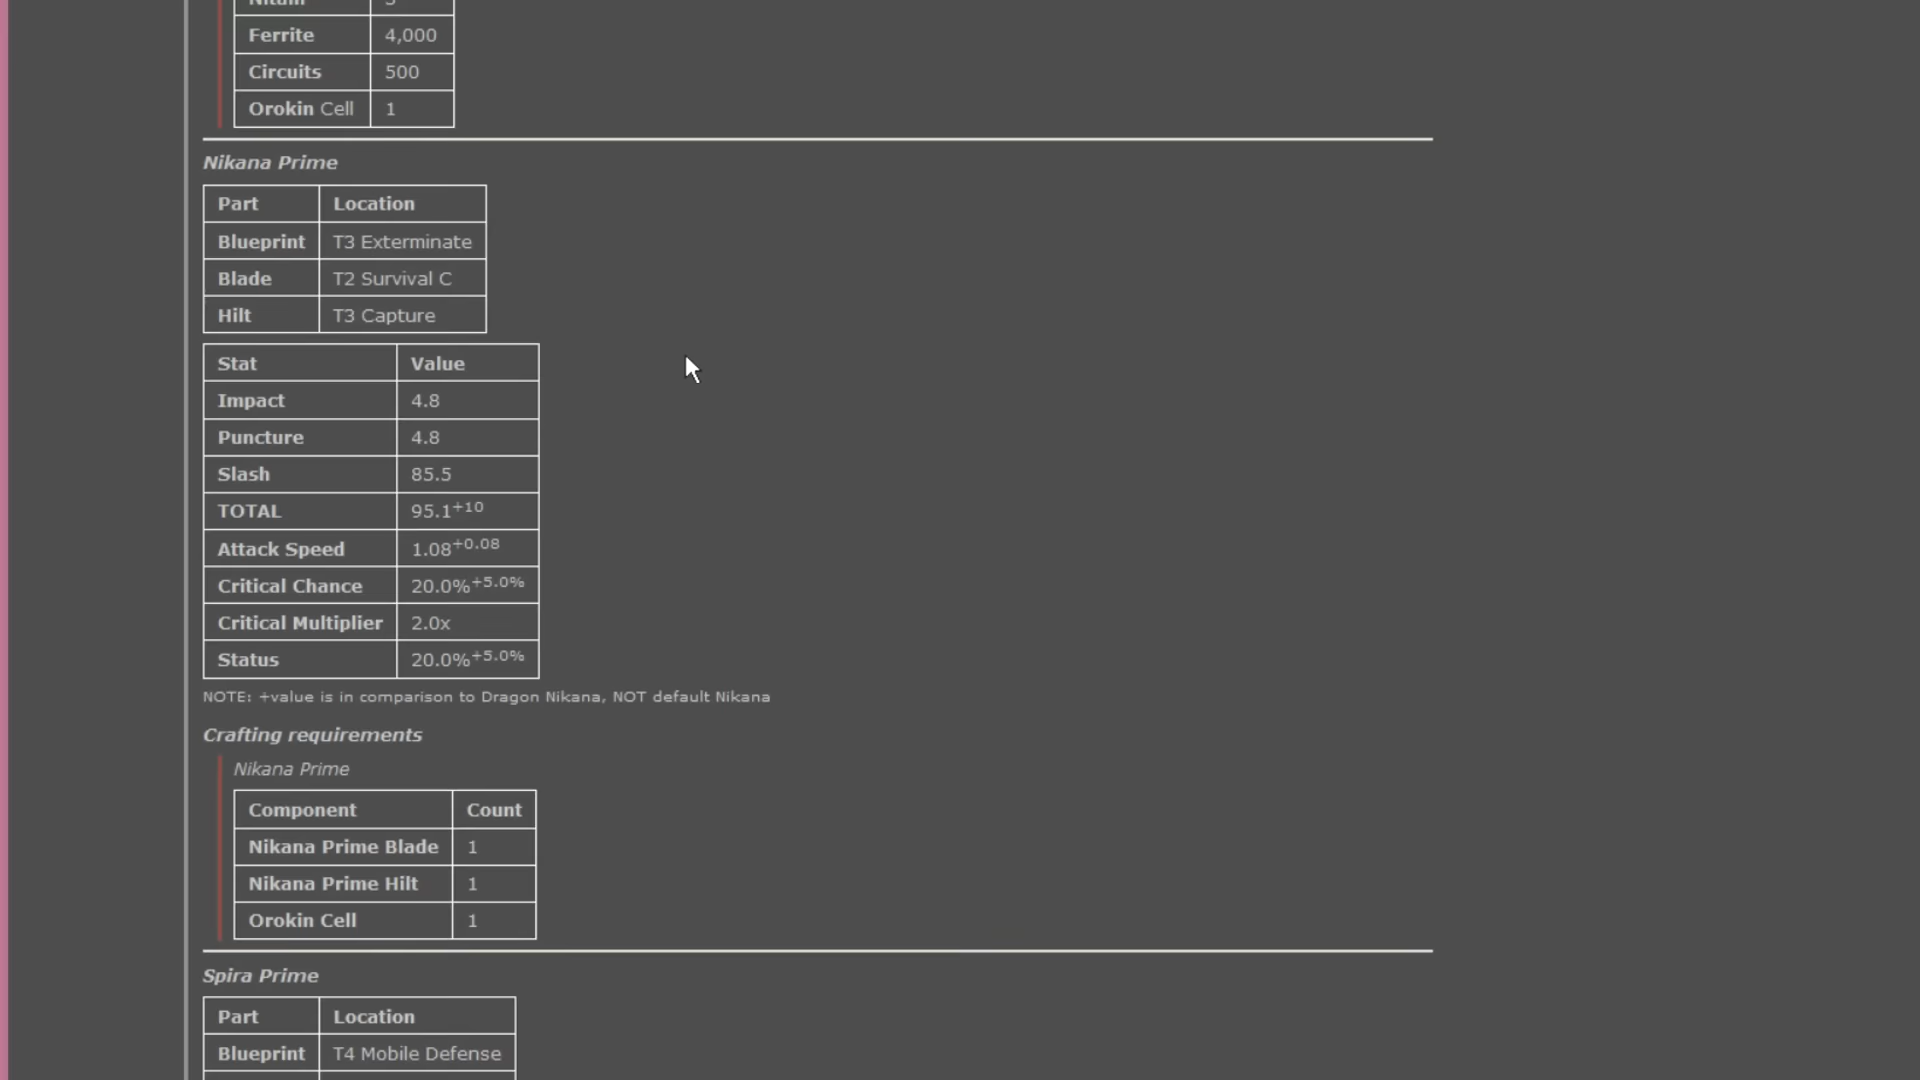 Nitain 3
Ferrite 4,000
Circuits 500
Orokin Cell 1
Nikana Prime
Part Location
Blueprint T3 Exterminate
Blade T2 Survival C
Hilt T3 Capture
Stat Value
Impact 4.8
Puncture 4.8
Slash 85.5
TOTAL 95.1+10
Attack Speed 1.08+0.08
Critical Chance 20.0%+5.0%
Critical Multiplier 2.0x
Status 20.0%+5.0%
NOTE: +value is in comparison to Dragon Nikana, NOT default Nikana
Crafting requirements
Nikana Prime
Component Count
Nikana Prime Blade 1
Nikana Prime Hilt 1
Orokin Cell 1
Spira Prime
Part Location
Blueprint T4 Mobile Defense